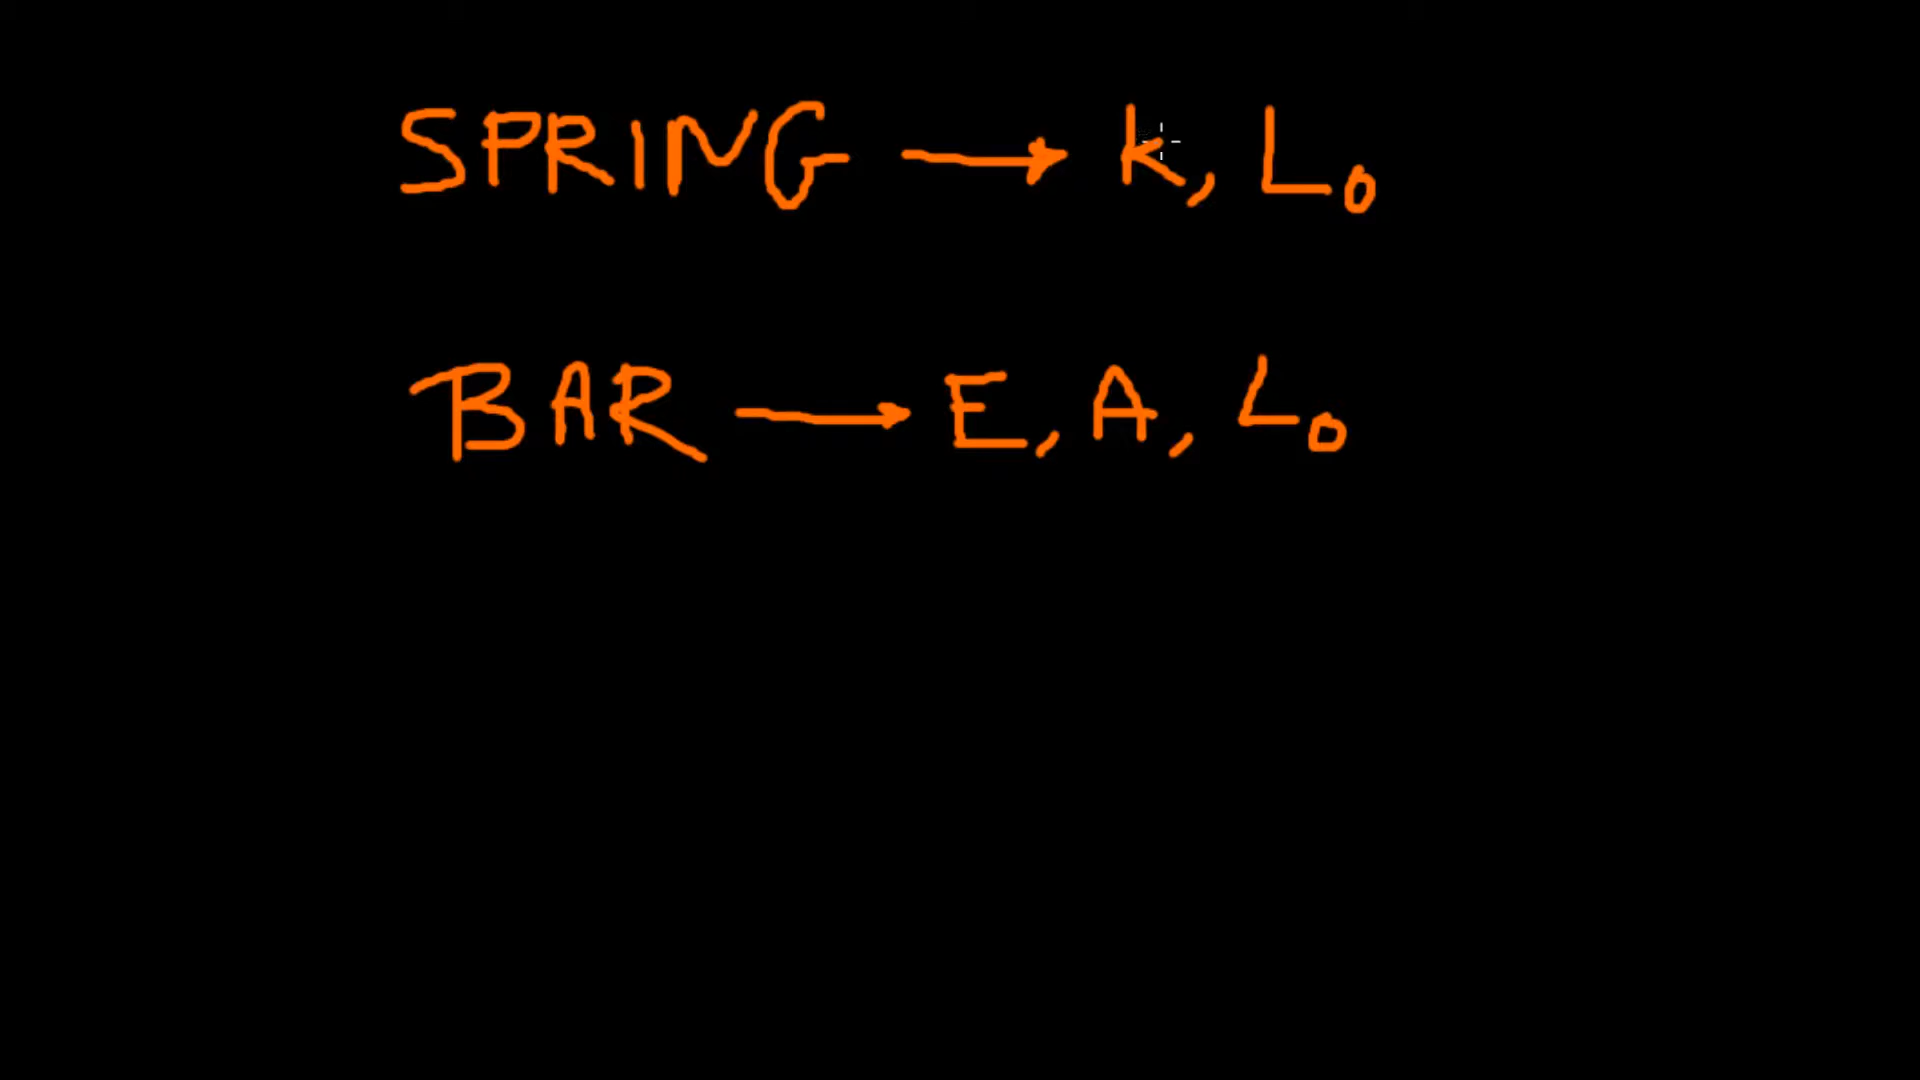 SPRING → k, L₀
BAR → E, A, L₀